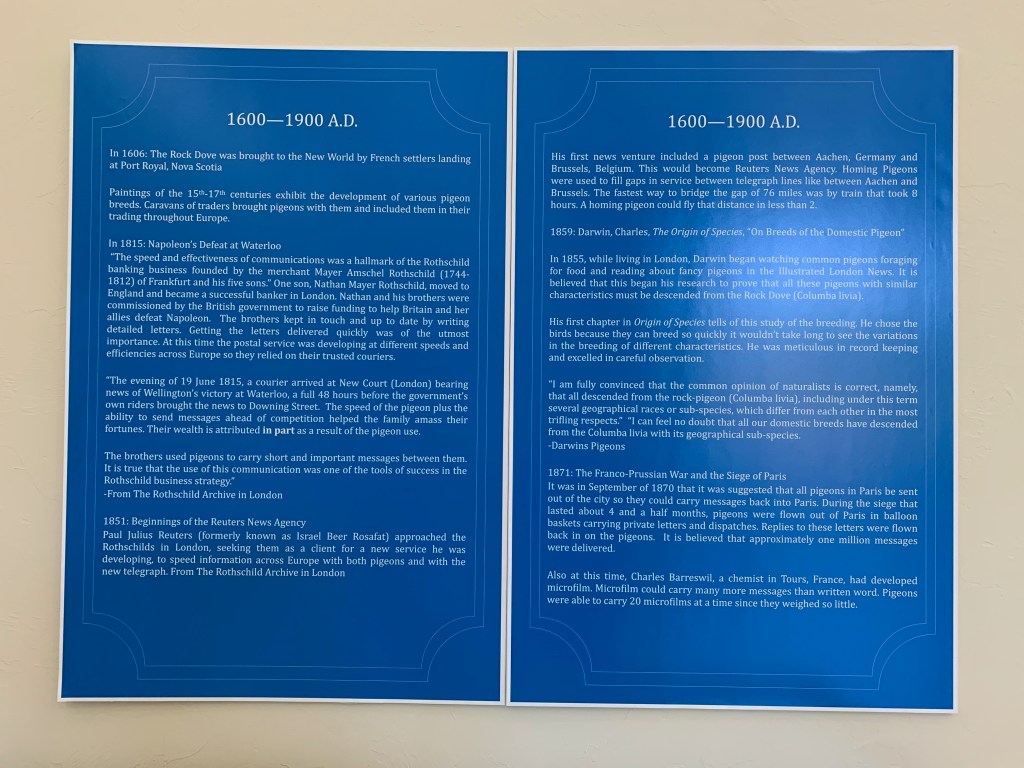 1600—1900 A.D.
In 1606: The Rock Dove was brought to the New World by French settlers landing
at Port Royal, Nova Scotia
Paintings of the 15th-17th centuries exhibit the development of various pigeon
breeds. Caravans of traders brought pigeons with them and included them in their
trading throughout Europe.
In 1815: Napoleon's Defeat at Waterloo
"The speed and effectiveness of communications was a hallmark of the Rothschild
banking business founded by the merchant Mayer Amschel Rothschild (1744-
1812) of Frankfurt and his five sons." One son, Nathan Mayer Rothschild, moved to
England and became a successful banker in London. Nathan and his brothers were
commissioned by the British government to raise funding to help Britain and her
allies defeat Napoleon. The brothers kept in touch and up to date by writing
detailed letters. Getting the letters delivered quickly was of the utmost
importance. At this time the postal service was developing at different speeds and
efficiencies across Europe so they relied on their trusted couriers.
"The evening of 19 June 1815, a courier arrived at New Court (London) bearing
news of Wellington's victory at Waterloo, a full 48 hours before the government's
own riders brought the news to Downing Street. The speed of the pigeon plus the
ability to send messages ahead of competition helped the family amass their
fortunes. Their wealth is attributed in part as a result of the pigeon use.
The brothers used pigeons to carry short and important messages between them.
It is true that the use of this communication was one of the tools of success in the
Rothschild business strategy."
-From The Rothschild Archive in London
1851: Beginnings of the Reuters News Agency
Paul Julius Reuters (formerly known as Israel Beer Rosafat) approached the
Rothschilds in London, seeking them as a client for a new service he was
developing, to speed information across Europe with both pigeons and with the
new telegraph. From The Rothschild Archive in London
1600—1900 A.D.
His first news venture included a pigeon post between Aachen, Germany and
Brussels, Belgium. This would become Reuters News Agency. Homing Pigeons
were used to fill gaps in service between telegraph lines like between Aachen and
Brussels. The fastest way to bridge the gap of 76 miles was by train that took 8
hours. A homing pigeon could fly that distance in less than 2.
1859: Darwin, Charles, The Origin of Species, "On Breeds of the Domestic Pigeon"
In 1855, while living in London, Darwin began watching common pigeons foraging
for food and reading about fancy pigeons in the Illustrated London News. It is
believed that this began his research to prove that all these pigeons with similar
characteristics must be descended from the Rock Dove (Columba livia).
His first chapter in Origin of Species tells of this study of the breeding. He chose the
birds because they can breed so quickly it wouldn't take long to see the variations
in the breeding of different characteristics. He was meticulous in record keeping
and excelled in careful observation.
"I am fully convinced that the common opinion of naturalists is correct, namely,
that all descended from the rock-pigeon (Columba livia), including under this term
several geographical races or sub-species, which differ from each other in the most
trifling respects." "I can feel no doubt that all our domestic breeds have descended
from the Columba livia with its geographical sub-species.
-Darwins Pigeons
1871: The Franco-Prussian War and the Siege of Paris
It was in September of 1870 that it was suggested that all pigeons in Paris be sent
out of the city so they could carry messages back into Paris. During the siege that
lasted about 4 and a half months, pigeons were flown out of Paris in balloon
baskets carrying private letters and dispatches. Replies to these letters were flown
back in on the pigeons. It is believed that approximately one million messages
were delivered.
Also at this time, Charles Barreswil, a chemist in Tours, France, had developed
microfilm. Microfilm could carry many more messages than written word. Pigeons
were able to carry 20 microfilms at a time since they weighed so little.